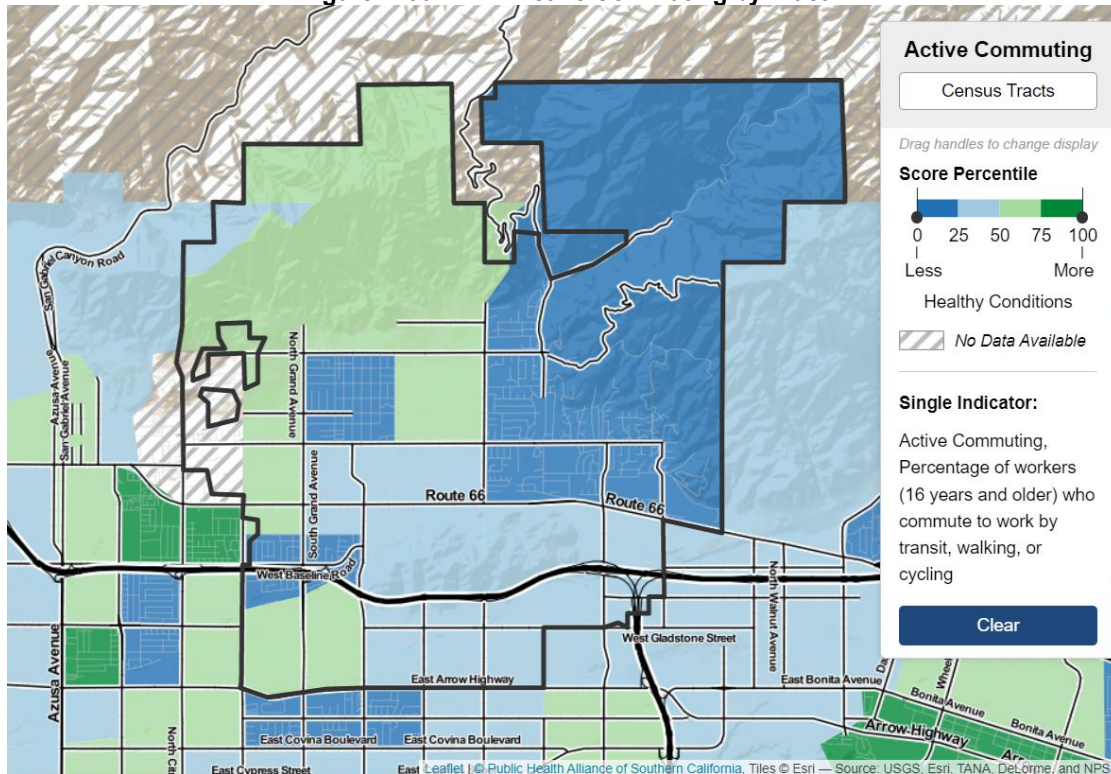 Active Commuting
Census Tracts
Drag handles to change display
Score Percentile
0 25 50 75 100
Less More
Healthy Conditions
No Data Available
Single Indicator:
Active Commuting,
Percentage of workers
(16 years and older) who
commute to work by
transit, walking, or
cycling
Clear
San Gabriel Canyon Road
Azusa Avenue
San Gabriel Avenue
North Grand Avenue
South Grand Avenue
Route 66
Route 66
West Baseline Road
North Walnut Avenue
West Gladstone Street
Azusa Avenue
East Arrow Highway
East Bonita Avenue
Bonita Avenue
Bonita Avenue
Arrow Highway
East Covina Boulevard
East Covina Boulevard
East Cypress Street
East
Leaflet | © Public Health Alliance of Southern California, Tiles © Esri — Source: USGS, Esri, TANA, DeLorme, and NPS